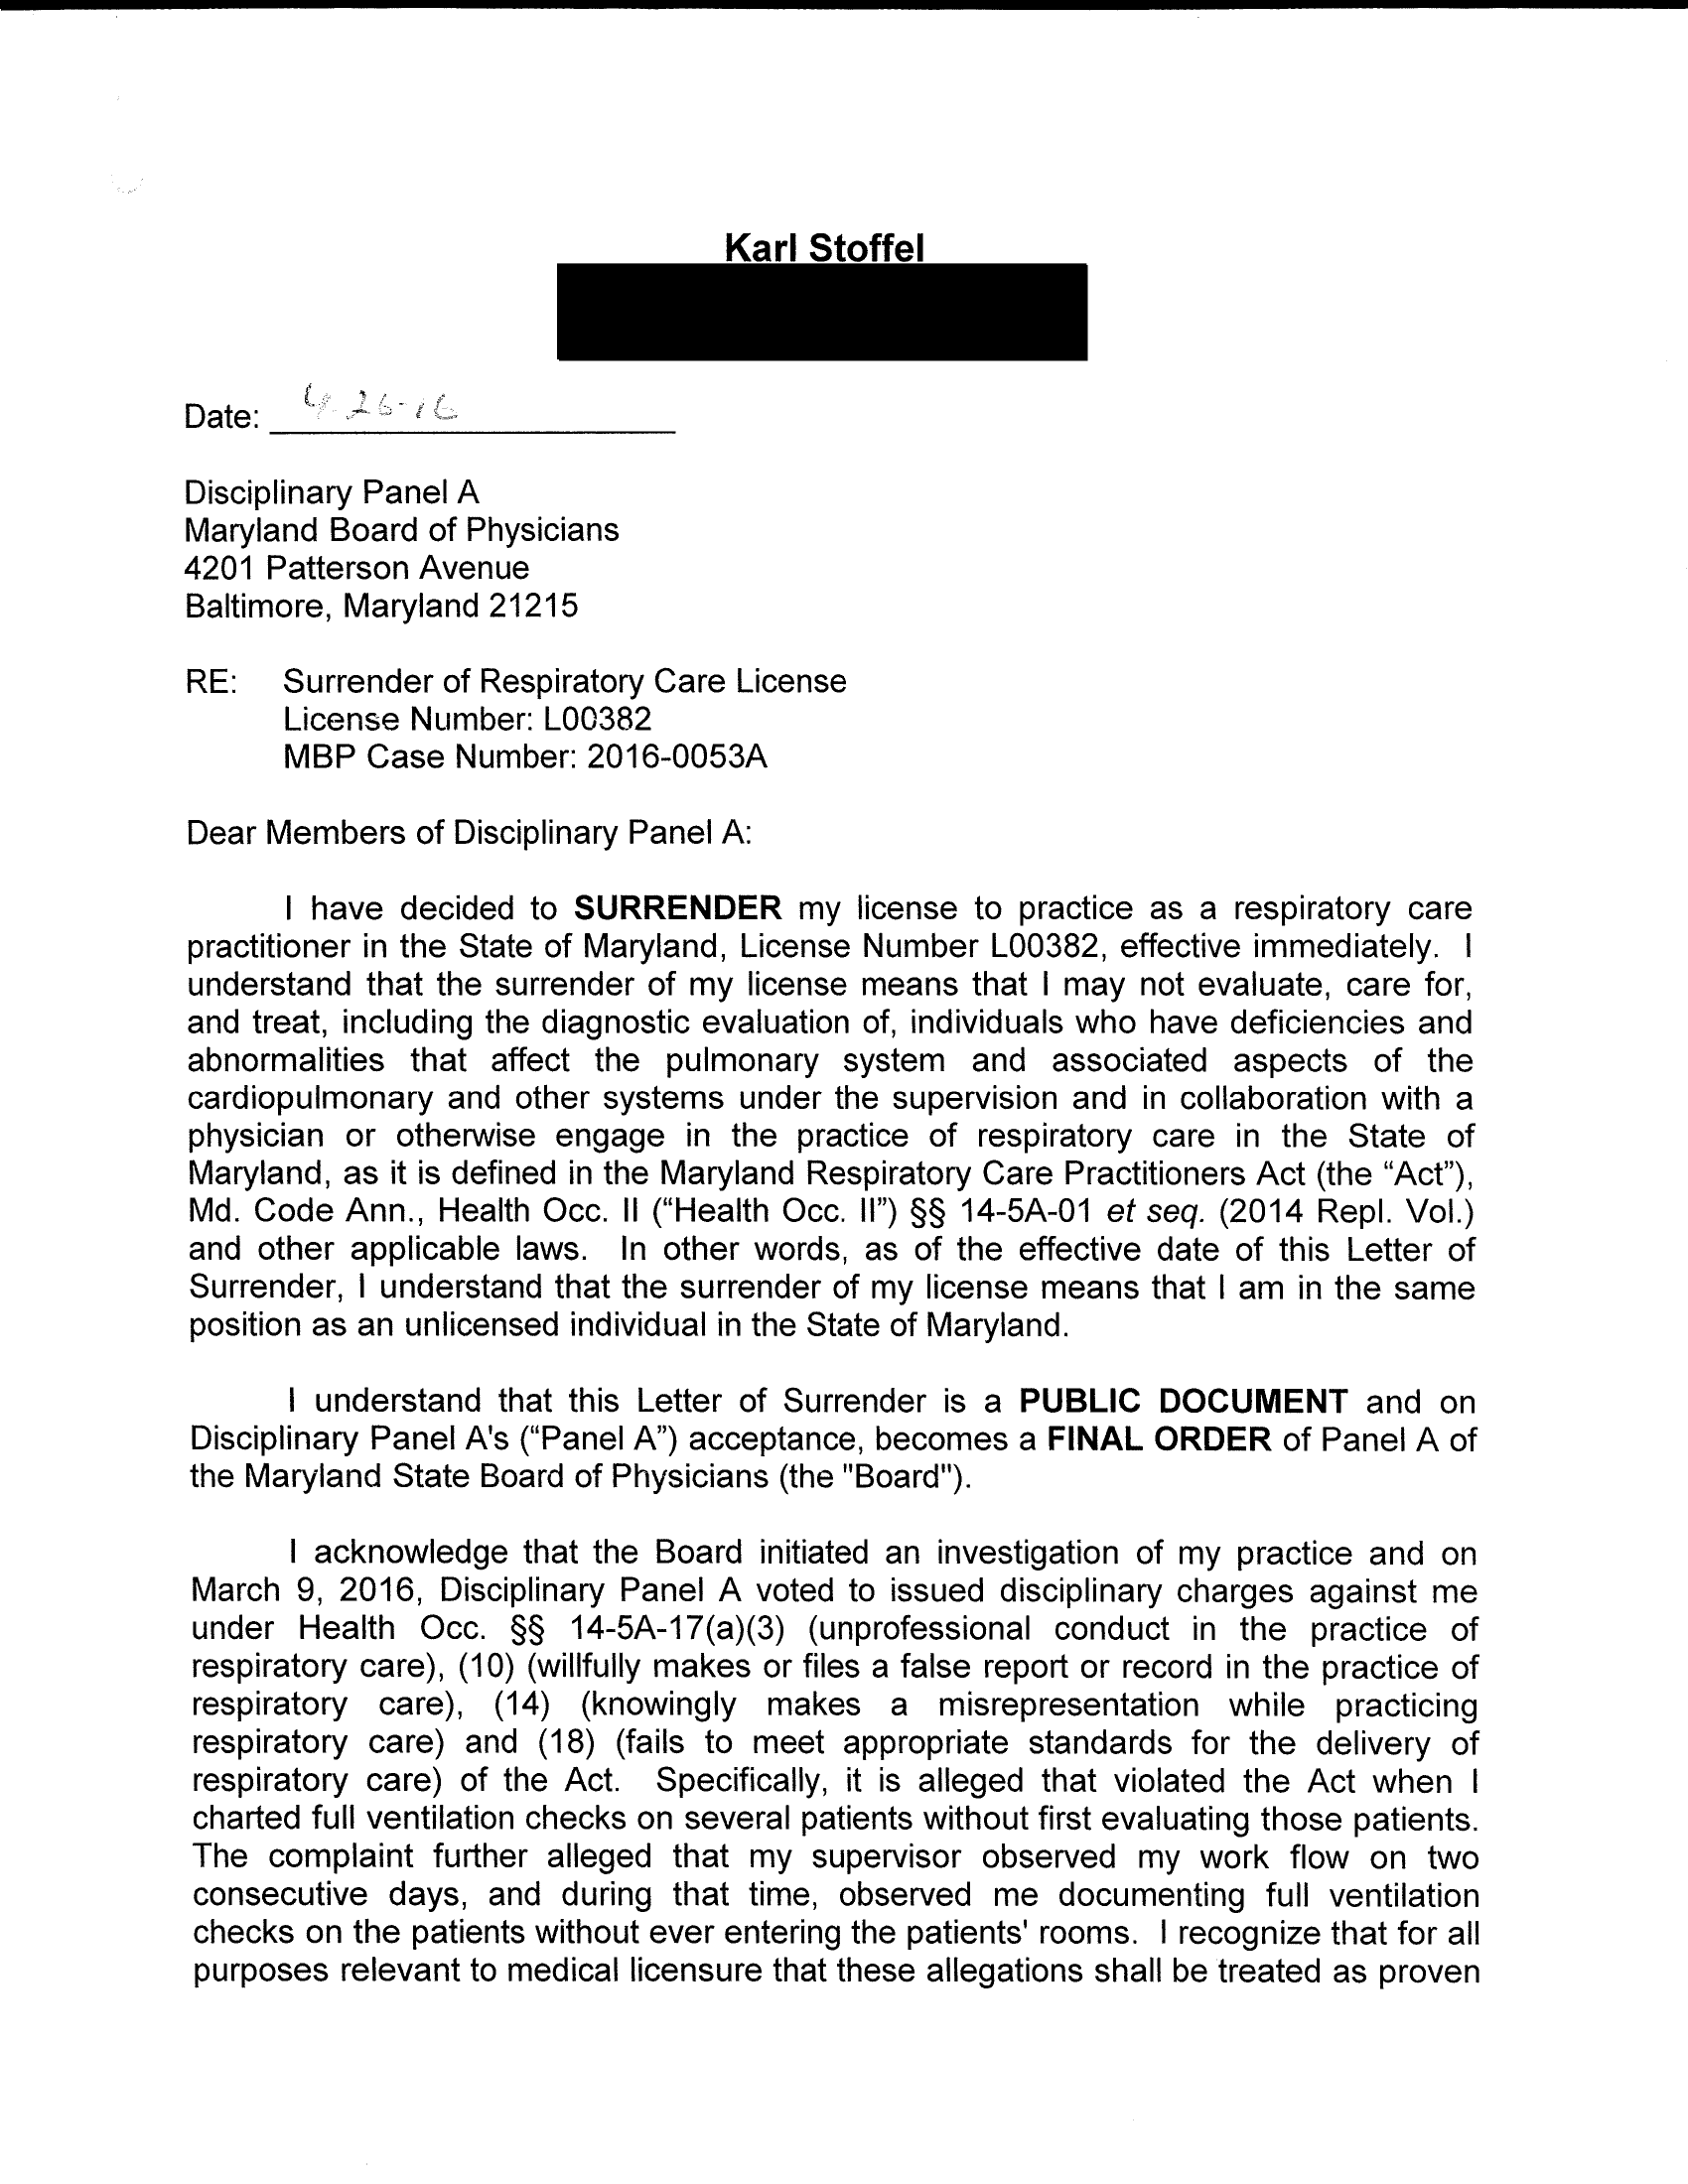 Karl Stoffel
Date: 4-26-16
Disciplinary Panel A
Maryland Board of Physicians
4201 Patterson Avenue
Baltimore, Maryland 21215
RE: Surrender of Respiratory Care License
License Number: L00382
MBP Case Number: 2016-0053A
Dear Members of Disciplinary Panel A:
I have decided to SURRENDER my license to practice as a respiratory care
practitioner in the State of Maryland, License Number L00382, effective immediately. I
understand that the surrender of my license means that I may not evaluate, care for,
and treat, including the diagnostic evaluation of, individuals who have deficiencies and
abnormalities that affect the pulmonary system and associated aspects of the
cardiopulmonary and other systems under the supervision and in collaboration with a
physician or otherwise engage in the practice of respiratory care in the State of
Maryland, as it is defined in the Maryland Respiratory Care Practitioners Act (the “Act”),
Md. Code Ann., Health Occ. II (“Health Occ. II”) §§ 14-5A-01 et seq. (2014 Repl. Vol.)
and other applicable laws. In other words, as of the effective date of this Letter of
Surrender, I understand that the surrender of my license means that I am in the same
position as an unlicensed individual in the State of Maryland.
I understand that this Letter of Surrender is a PUBLIC DOCUMENT and on
Disciplinary Panel A's (“Panel A”) acceptance, becomes a FINAL ORDER of Panel A of
the Maryland State Board of Physicians (the "Board").
I acknowledge that the Board initiated an investigation of my practice and on
March 9, 2016, Disciplinary Panel A voted to issued disciplinary charges against me
under Health Occ. §§ 14-5A-17(a)(3) (unprofessional conduct in the practice of
respiratory care), (10) (willfully makes or files a false report or record in the practice of
respiratory care), (14) (knowingly makes a misrepresentation while practicing
respiratory care) and (18) (fails to meet appropriate standards for the delivery of
respiratory care) of the Act. Specifically, it is alleged that violated the Act when I
charted full ventilation checks on several patients without first evaluating those patients.
The complaint further alleged that my supervisor observed my work flow on two
consecutive days, and during that time, observed me documenting full ventilation
checks on the patients without ever entering the patients' rooms. I recognize that for all
purposes relevant to medical licensure that these allegations shall be treated as proven